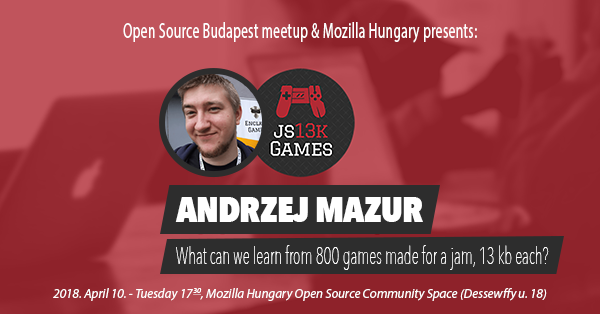 Open Source Budapest meetup & Mozilla Hungary presents:
JS13K
GAMES
ANDRZEJ MAZUR
What can we learn from 800 games made for a jam, 13 kb each?
2018. April 10. - Tuesday 17³⁰, Mozilla Hungary Open Source Community Space (Dessewffy u. 18)